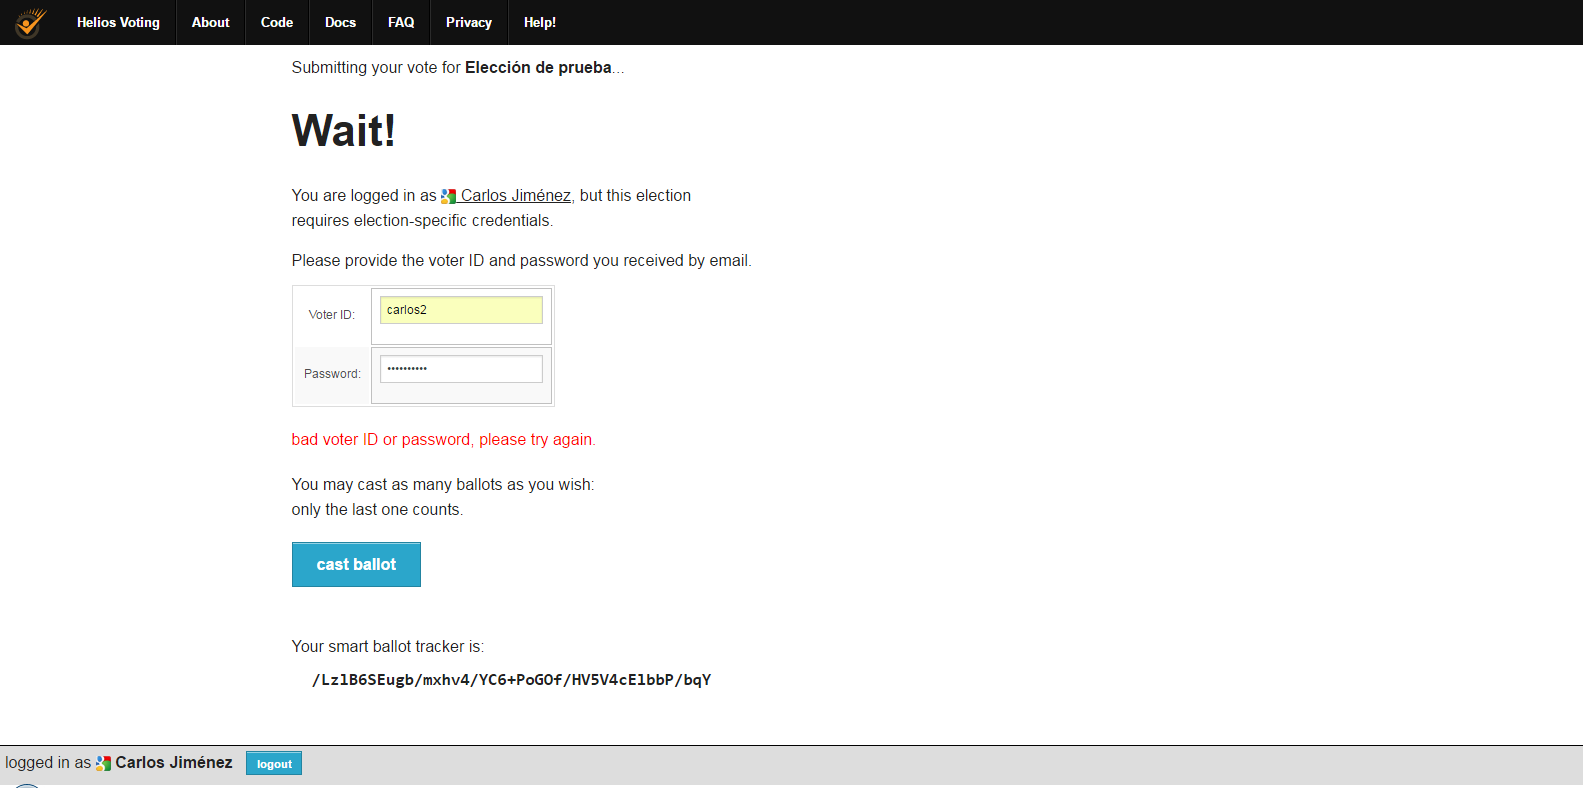 Helios Voting About Code Docs FAQ Privacy Help!
Submitting your vote for Elección de prueba...
Wait!
You are logged in as Carlos Jiménez, but this election
requires election-specific credentials.
Please provide the voter ID and password you received by email.
Voter ID: carlos2
Password: ••••••••••
bad voter ID or password, please try again.
You may cast as many ballots as you wish:
only the last one counts.
cast ballot
Your smart ballot tracker is:
/LzlB6SEugb/mxhv4/YC6+PoGOf/HV5V4cElbbP/bqY
logged in as Carlos Jiménez logout